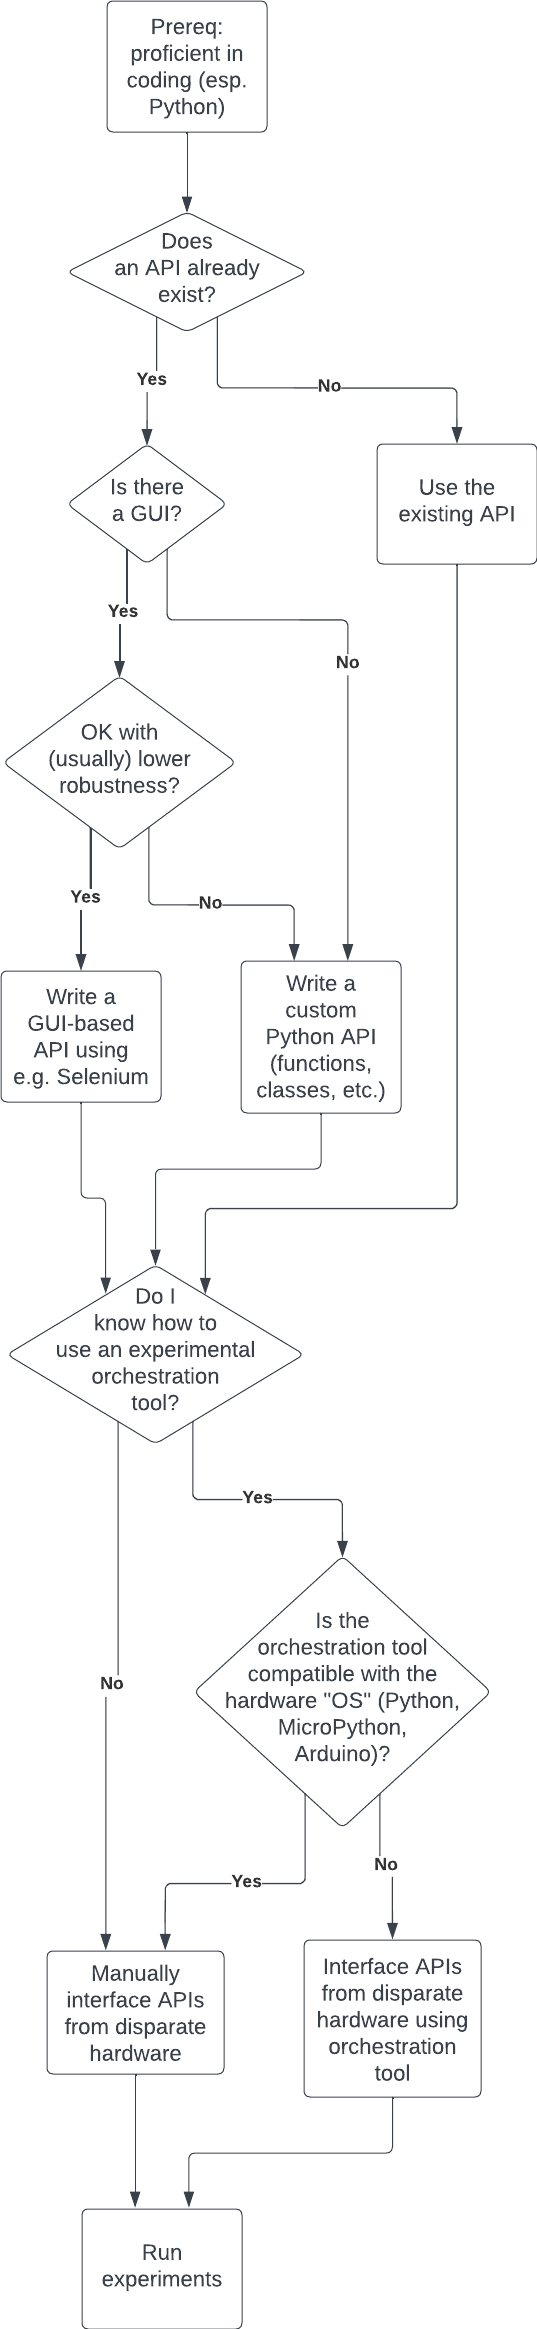 Prereq:
proficient in
coding (esp.
Python)
Does
an API already
exist?
Yes
No
Is there
a GUI?
Use the
existing API
Yes
No
OK with
(usually) lower
robustness?
Yes
No
Write a
GUI-based
API using
e.g. Selenium
Write a
custom
Python API
(functions,
classes, etc.)
Do I
know how to
use an experimental
orchestration
tool?
Yes
No
Is the
orchestration tool
compatible with the
hardware "OS" (Python,
MicroPython,
Arduino)?
Yes
No
Manually
interface APIs
from disparate
hardware
Interface APIs
from disparate
hardware using
orchestration
tool
Run
experiments